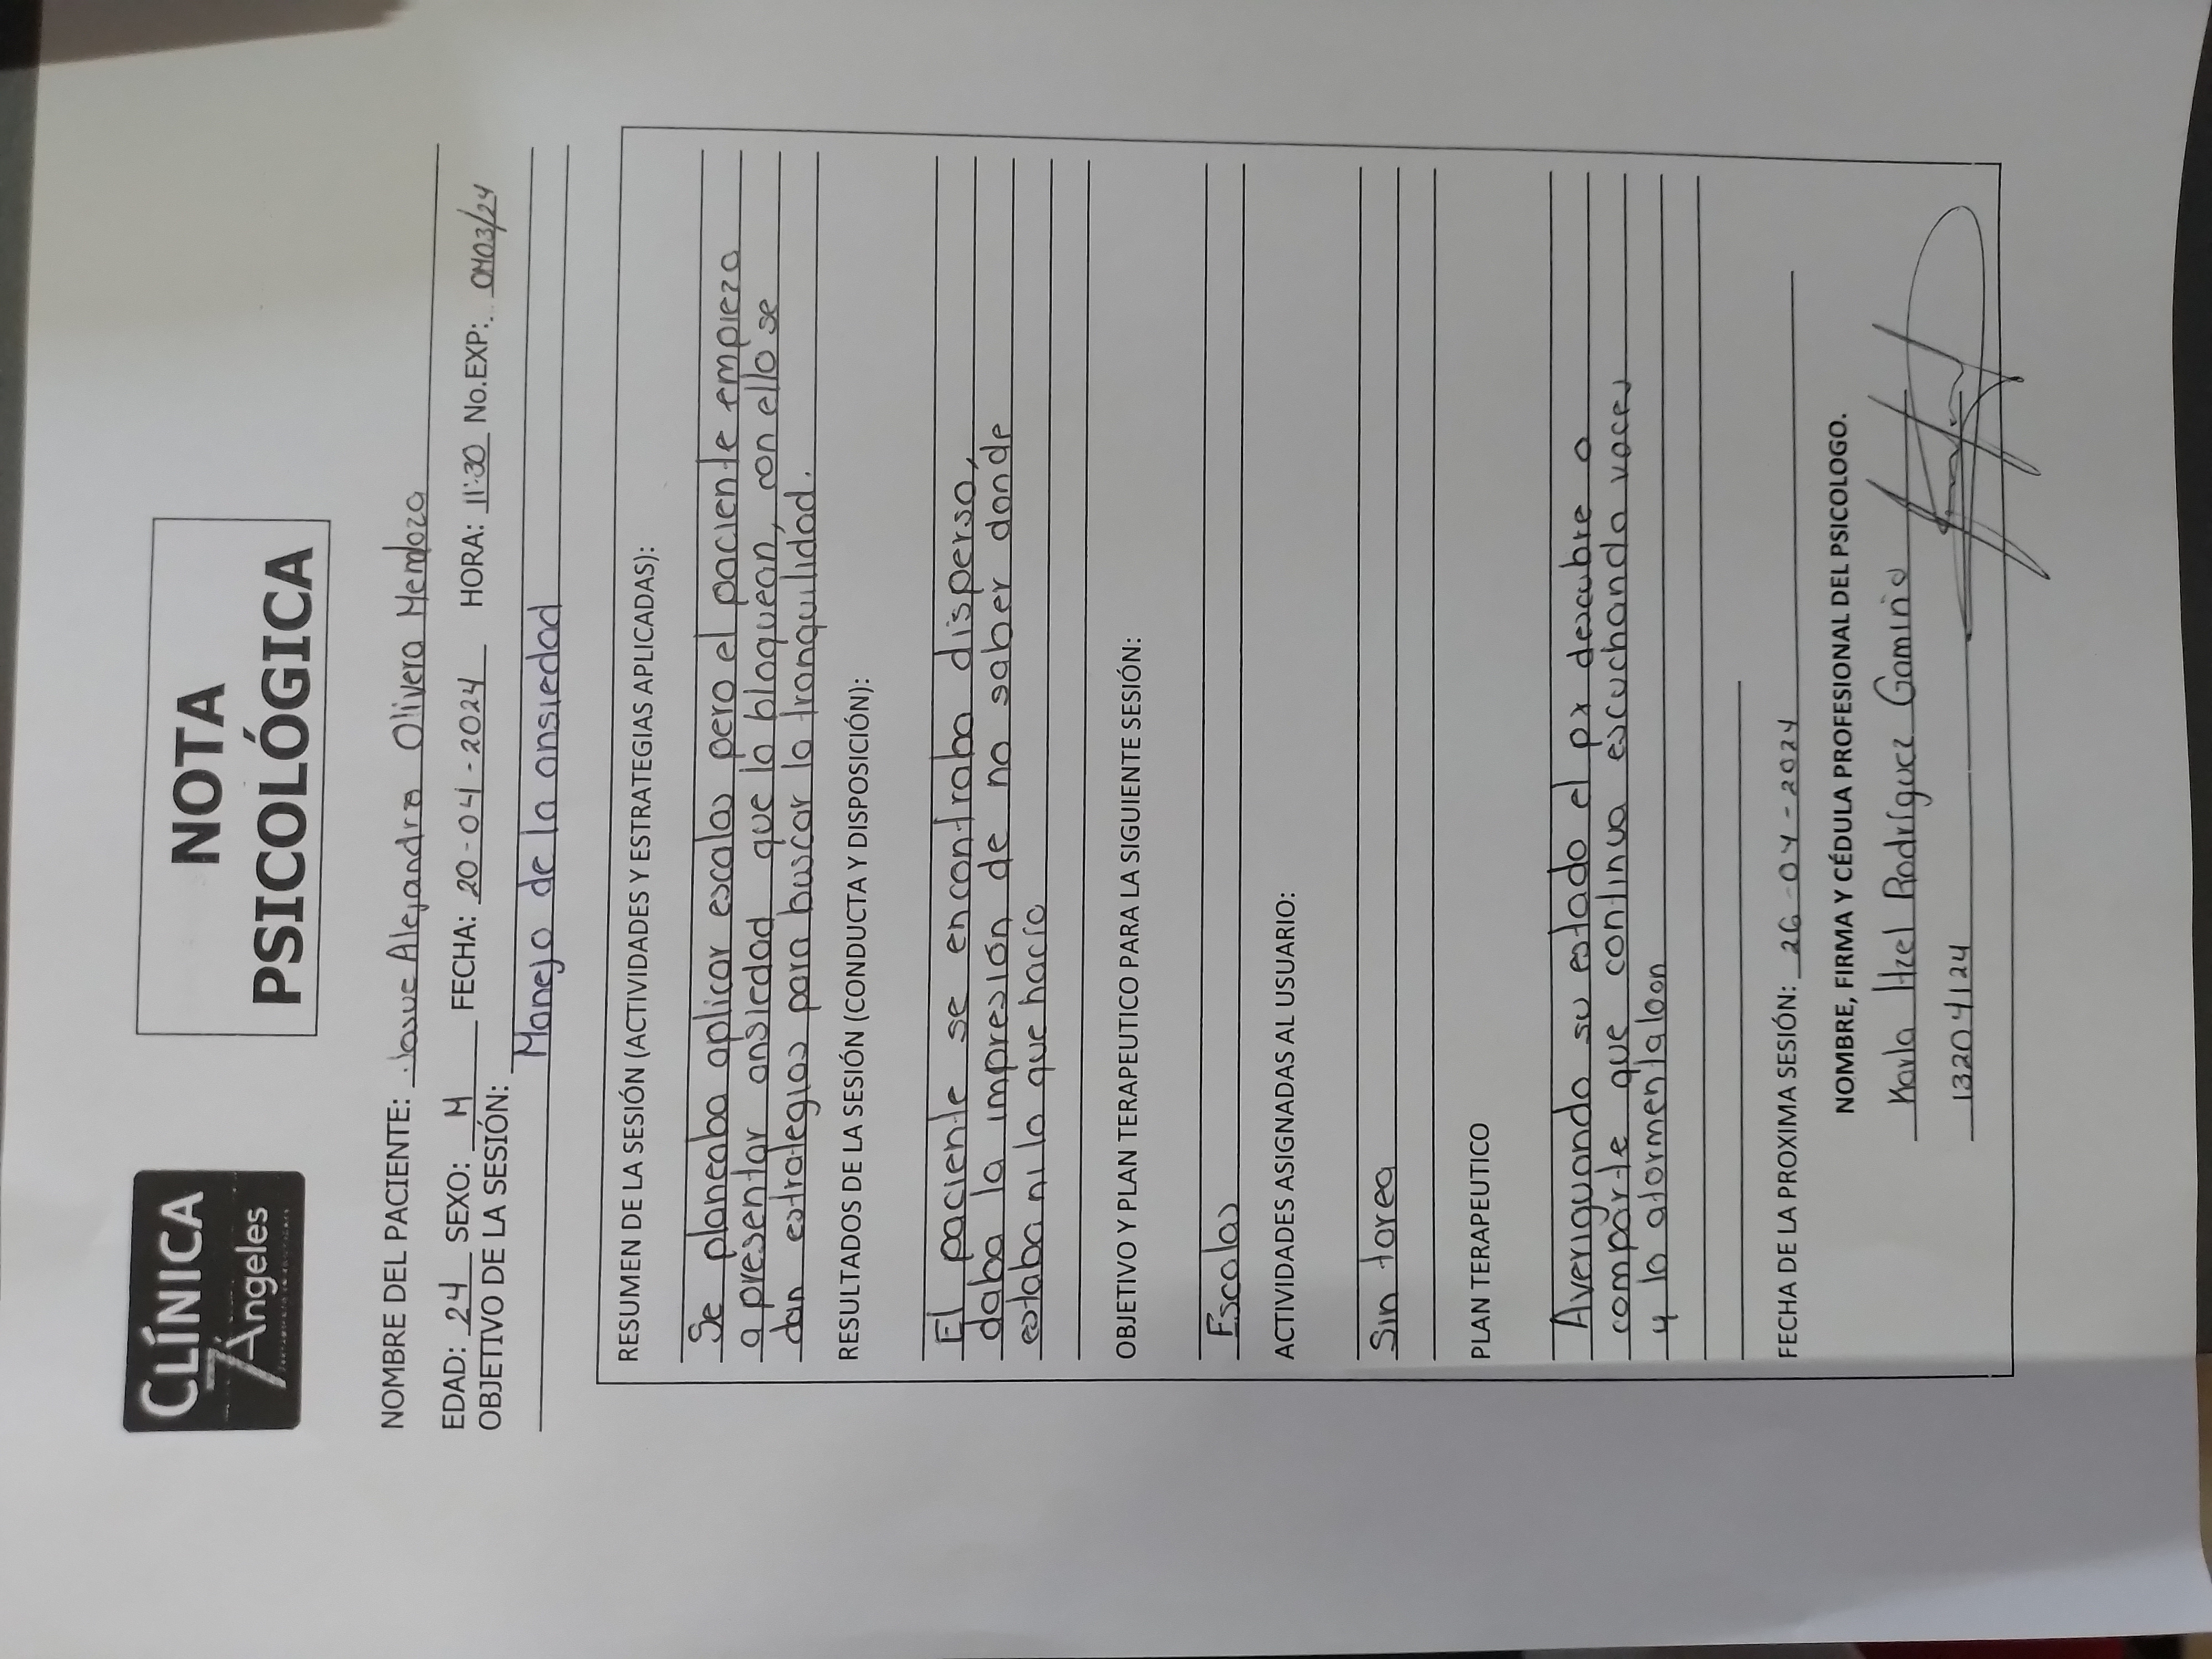 CLÍNICA
7 Ángeles
NOTA
PSICOLÓGICA
NOMBRE DEL PACIENTE: Josue Alejandro Olivera Mendoza
EDAD: 24 SEXO: M FECHA: 20-04-2024 HORA: 11:30 No.EXP: OM03/24
OBJETIVO DE LA SESIÓN:
Manejo de la ansiedad
RESUMEN DE LA SESIÓN (ACTIVIDADES Y ESTRATEGIAS APLICADAS):
Se planeaba aplicar escalas pero el paciente empieza
a presentar ansiedad que lo bloquean, con ello se
dan estrategias para buscar la tranquilidad.
RESULTADOS DE LA SESIÓN (CONDUCTA Y DISPOSICIÓN):
El paciente se encontraba disperso,
daba la impresión de no saber donde
estaba ni lo que hacía
OBJETIVO Y PLAN TERAPEUTICO PARA LA SIGUIENTE SESIÓN:
Escalas
ACTIVIDADES ASIGNADAS AL USUARIO:
Sin tarea
PLAN TERAPEUTICO
Averiguando su estado el px descubre o
comparte que continua escuchando voces
y lo
FECHA DE LA PROXIMA SESIÓN: 26-04-2024
NOMBRE, FIRMA Y CÉDULA PROFESIONAL DEL PSICOLOGO.
Karla Itzel Rodríguez Gamiño
13204124